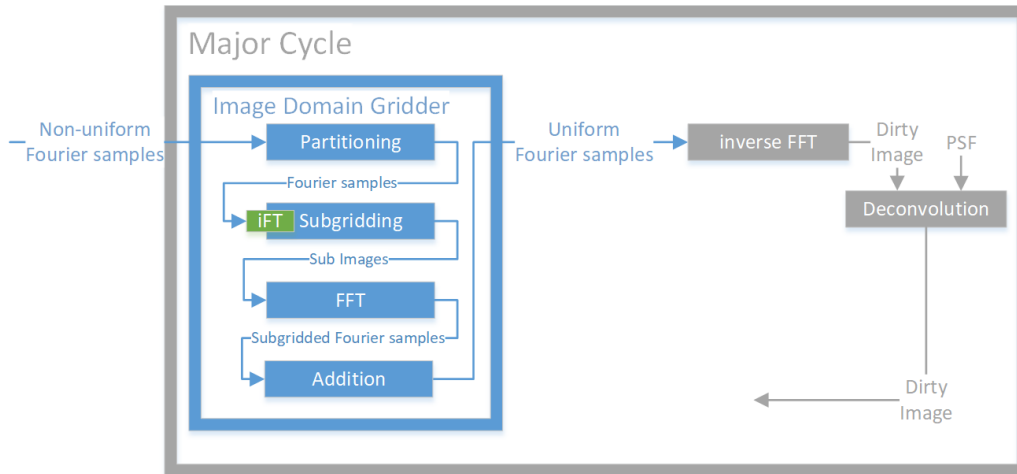 Major Cycle
Image Domain Gridder
Non-uniform
Fourier samples
Partitioning
Fourier samples
iFT
Subgridding
Sub Images
FFT
Subgridded Fourier samples
Addition
Uniform
Fourier samples
inverse FFT
Dirty
Image
PSF
Deconvolution
Dirty
Image